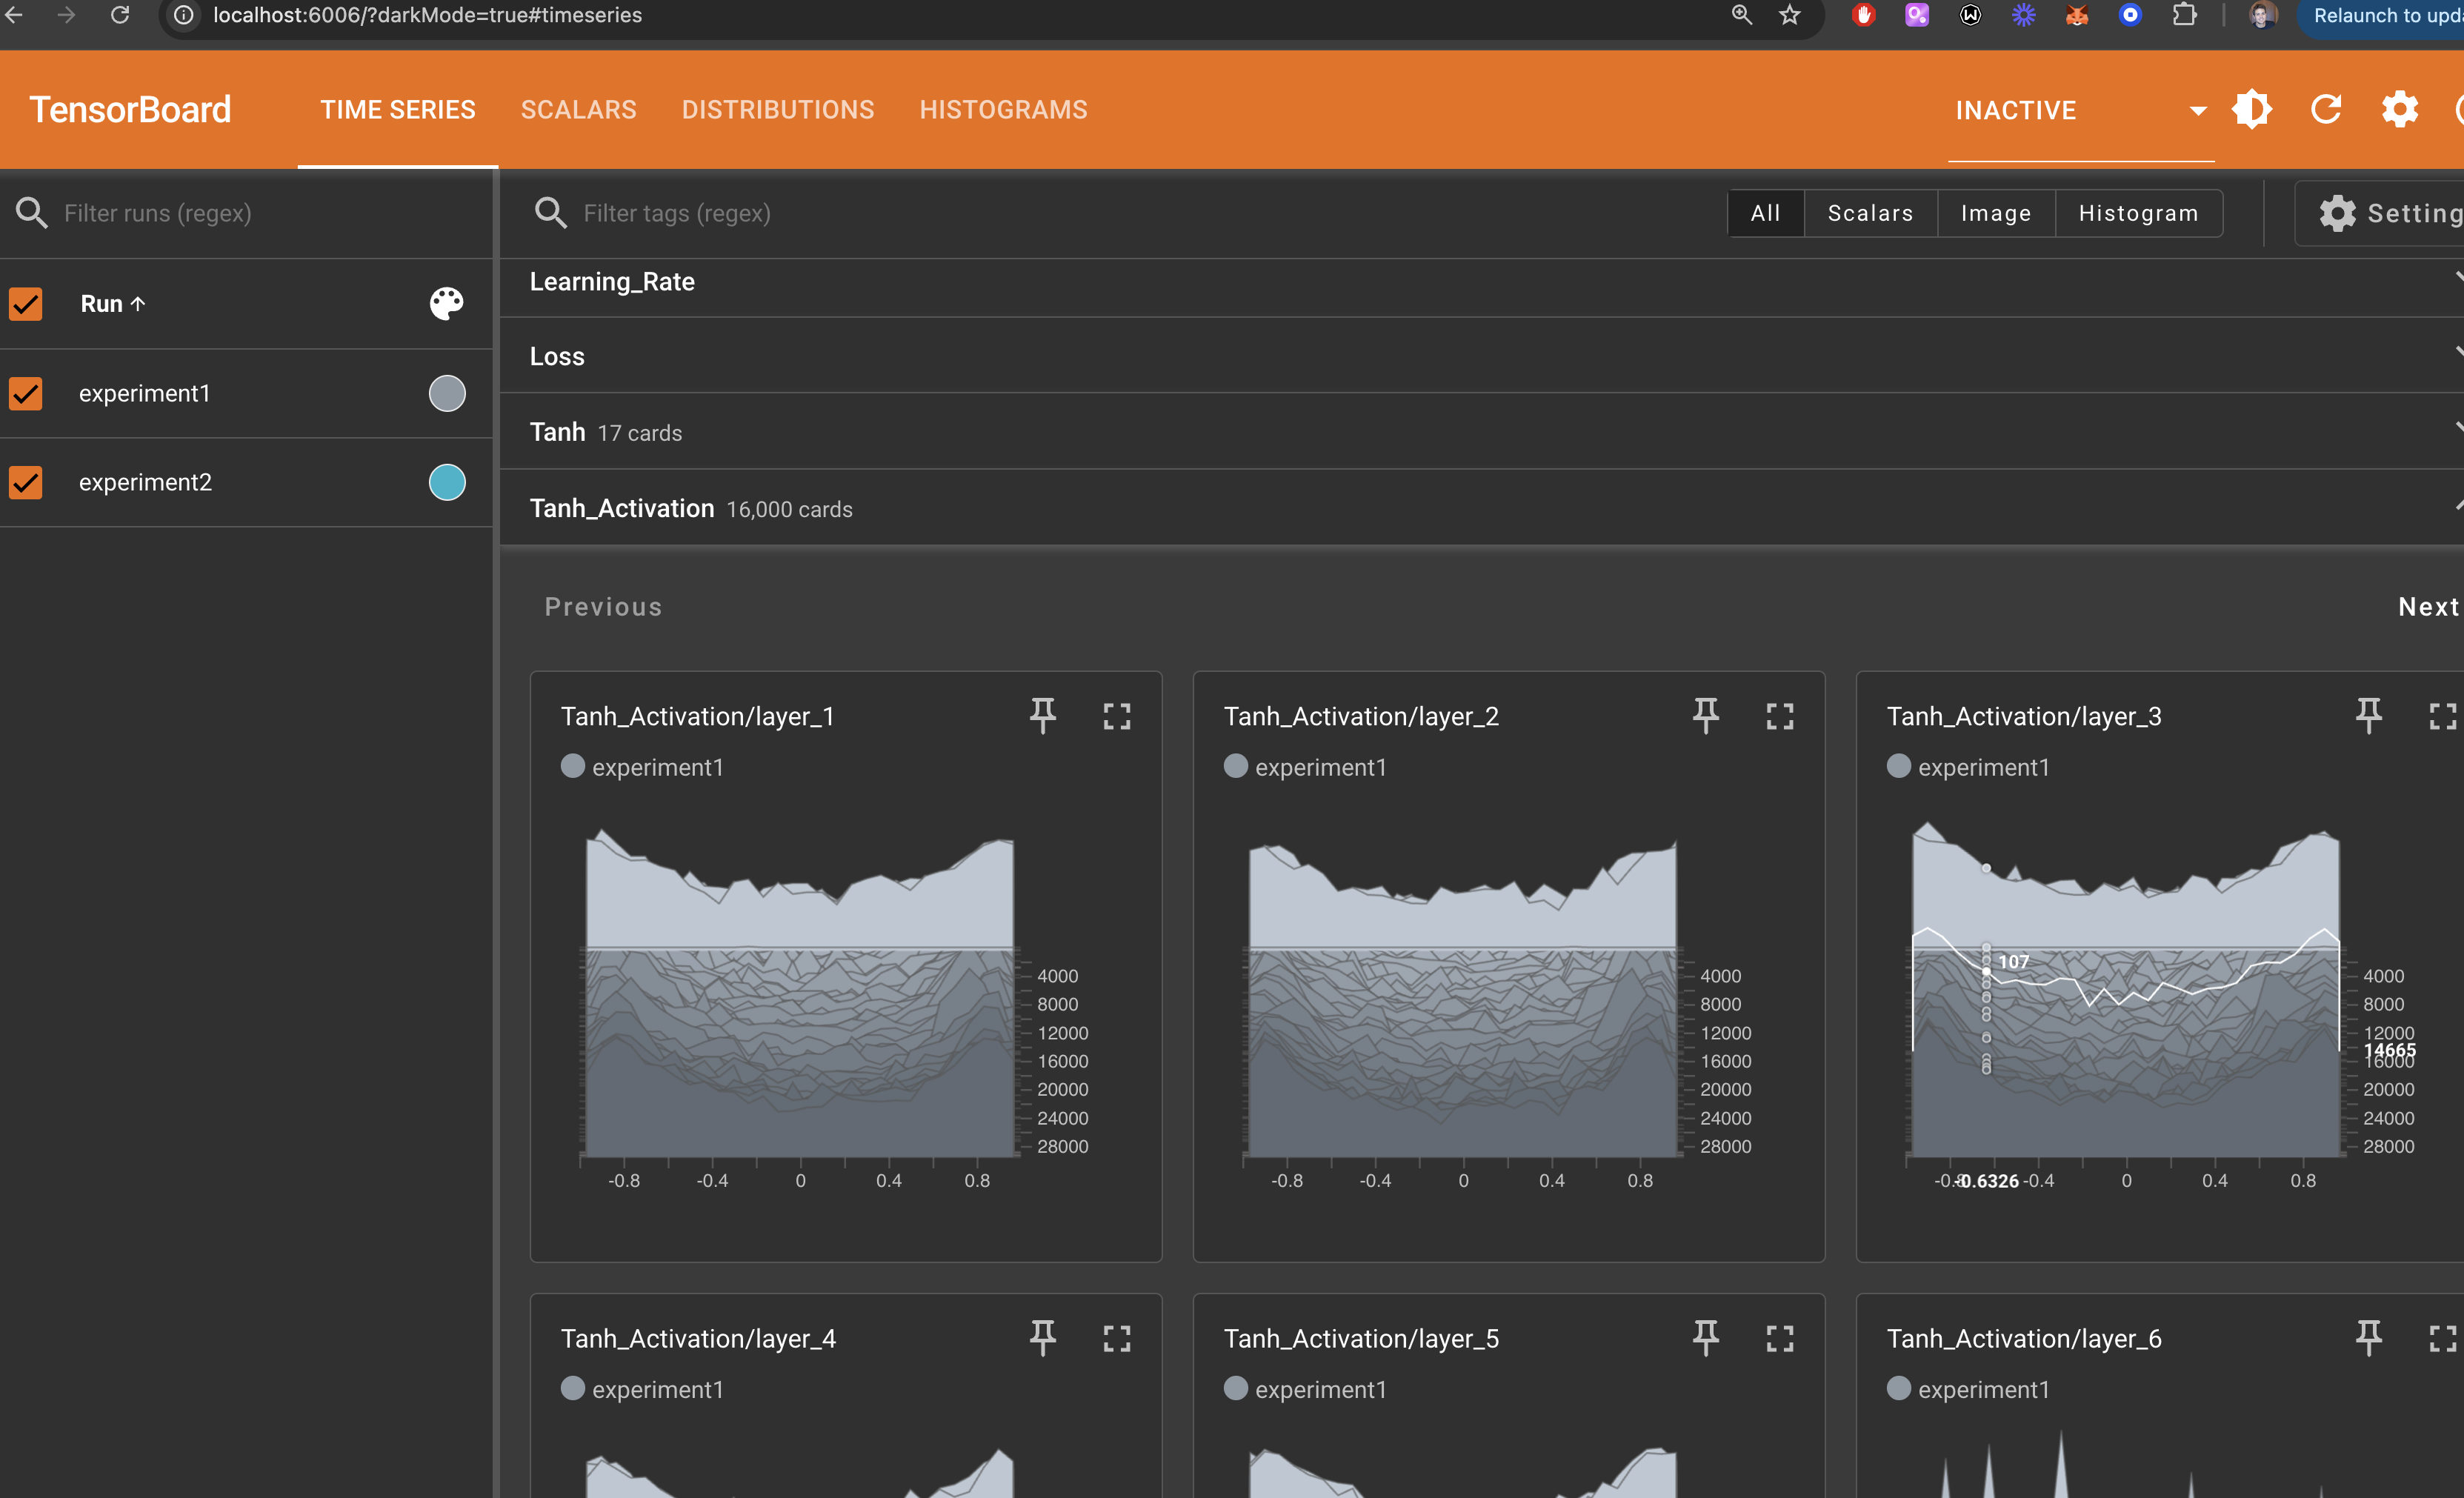 localhost:6006/?darkMode=true#timeseries
Relaunch to upd
TensorBoard
TIME SERIES
SCALARS
DISTRIBUTIONS
HISTOGRAMS
INACTIVE
Filter runs (regex)
Filter tags (regex)
All
Scalars
Image
Histogram
Setting
Run
experiment1
experiment2
Learning_Rate
Loss
Tanh 17 cards
Tanh_Activation 16,000 cards
Previous
Next
Tanh_Activation/layer_1
experiment1
4000
8000
12000
16000
20000
24000
28000
-0.8 -0.4 0 0.4 0.8
Tanh_Activation/layer_2
experiment1
4000
8000
12000
16000
20000
24000
28000
-0.8 -0.4 0 0.4 0.8
Tanh_Activation/layer_3
experiment1
107
4000
8000
12000
14665
16000
20000
24000
28000
-0.6326 -0.4 0 0.4 0.8
Tanh_Activation/layer_4
experiment1
Tanh_Activation/layer_5
experiment1
Tanh_Activation/layer_6
experiment1